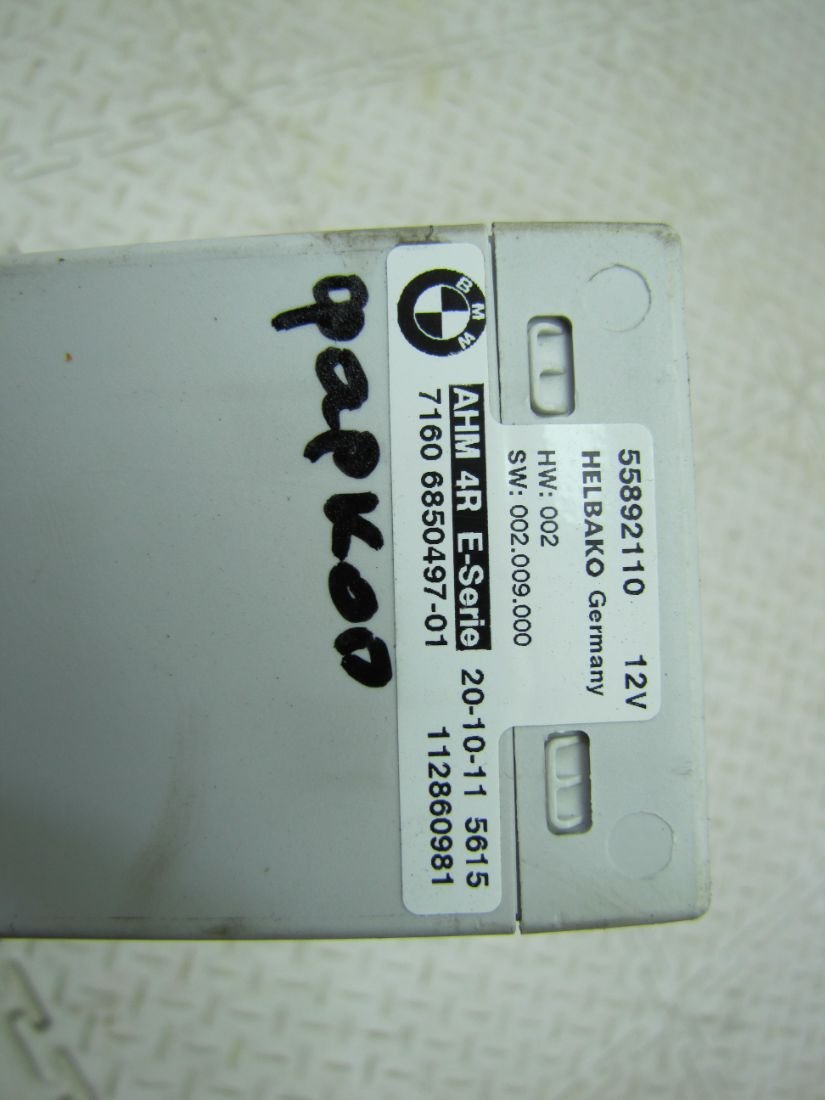 55892110 12V
HELBAKO Germany
HW: 002
SW: 002.009.000
BMW
AHM 4R E-Serie 20-10-11 5615
7160 6850497-01 112860981
фаркоп